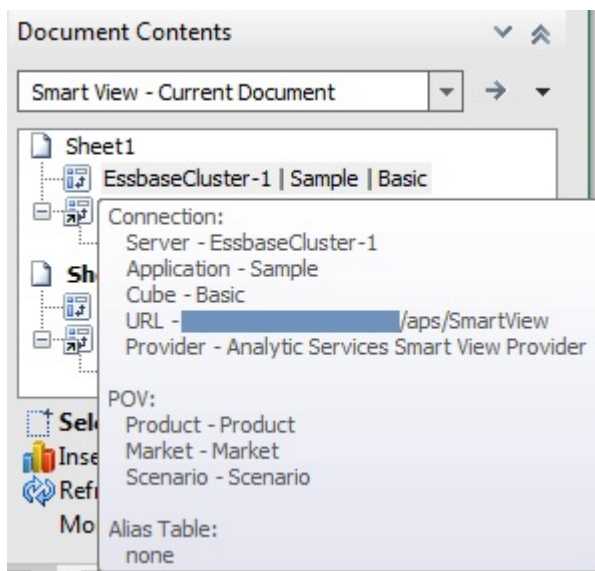 Document Contents
Smart View - Current Document
Sheet1
EssbaseCluster-1 | Sample | Basic
Connection:
Server - EssbaseCluster-1
Application - Sample
Cube - Basic
URL - /aps/SmartView
Provider - Analytic Services Smart View Provider
POV:
Product - Product
Market - Market
Scenario - Scenario
Alias Table:
none